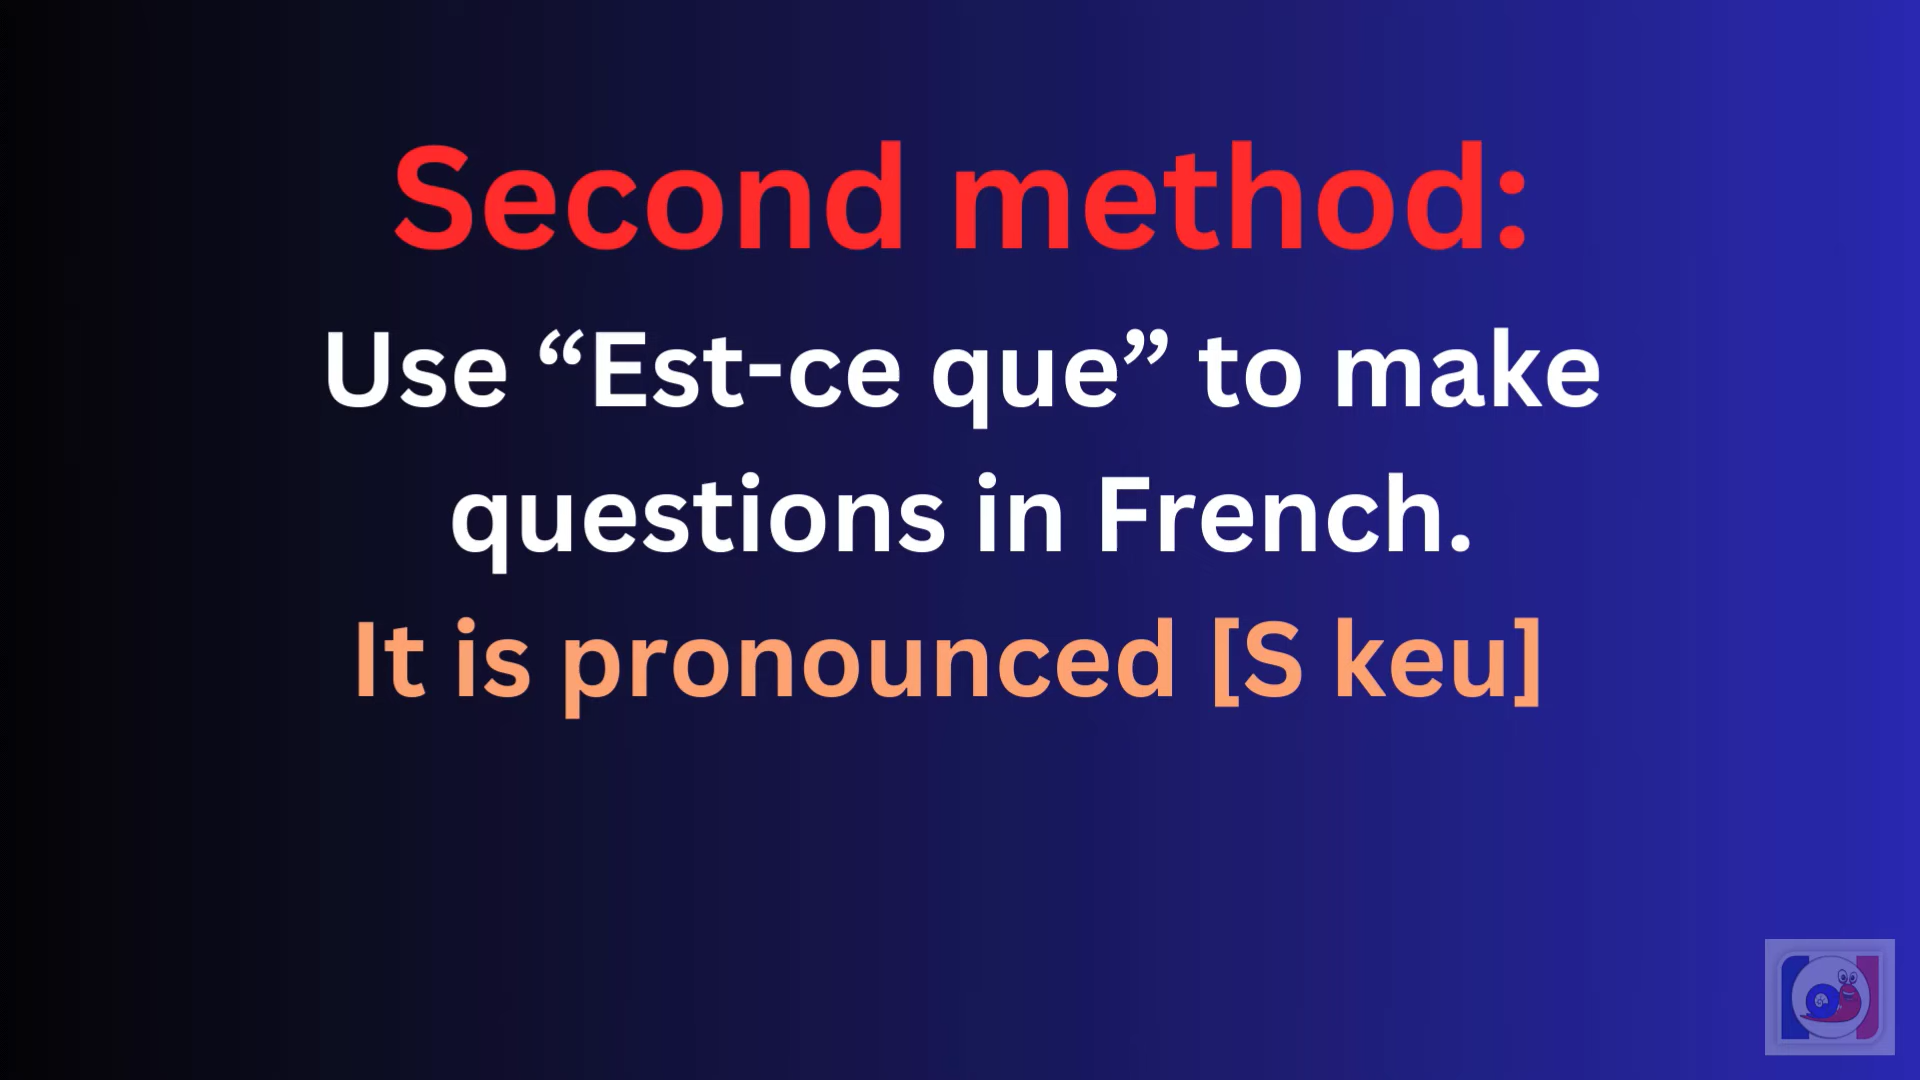 Second method:
Use “Est-ce que” to make
questions in French.
It is pronounced [S keu]